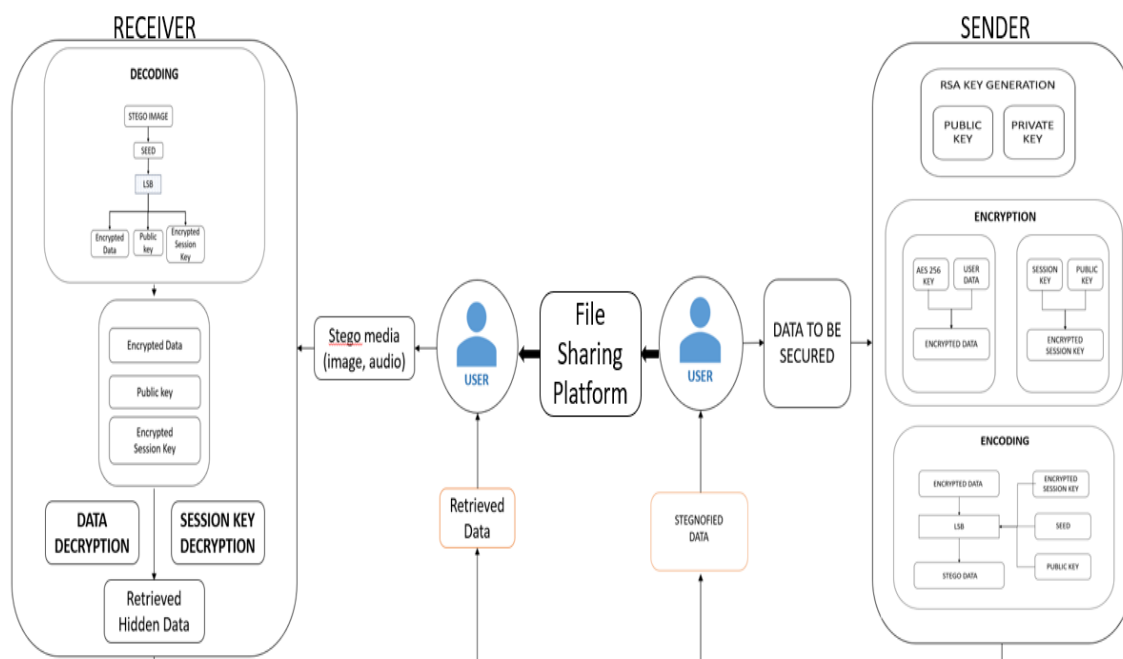 RECEIVER
DECODING
STEGO IMAGE
SEED
LSB
Encrypted
Data
Public
key
Encrypted
Session
Key
Encrypted Data
Public key
Encrypted
Session Key
DATA
DECRYPTION
SESSION KEY
DECRYPTION
Retrieved
Hidden Data
Stego media
(image, audio)
USER
Retrieved
Data
File
Sharing
Platform
USER
STEGNOFIED
DATA
DATA TO BE
SECURED
SENDER
RSA KEY GENERATION
PUBLIC
KEY
PRIVATE
KEY
ENCRYPTION
AES 256
KEY
USER
DATA
ENCRYPTED DATA
SESSION
KEY
PUBLIC
KEY
ENCRYPTED
SESSION KEY
ENCODING
ENCRYPTED DATA
LSB
STEGO DATA
ENCRYPTED
SESSION KEY
SEED
PUBLIC KEY